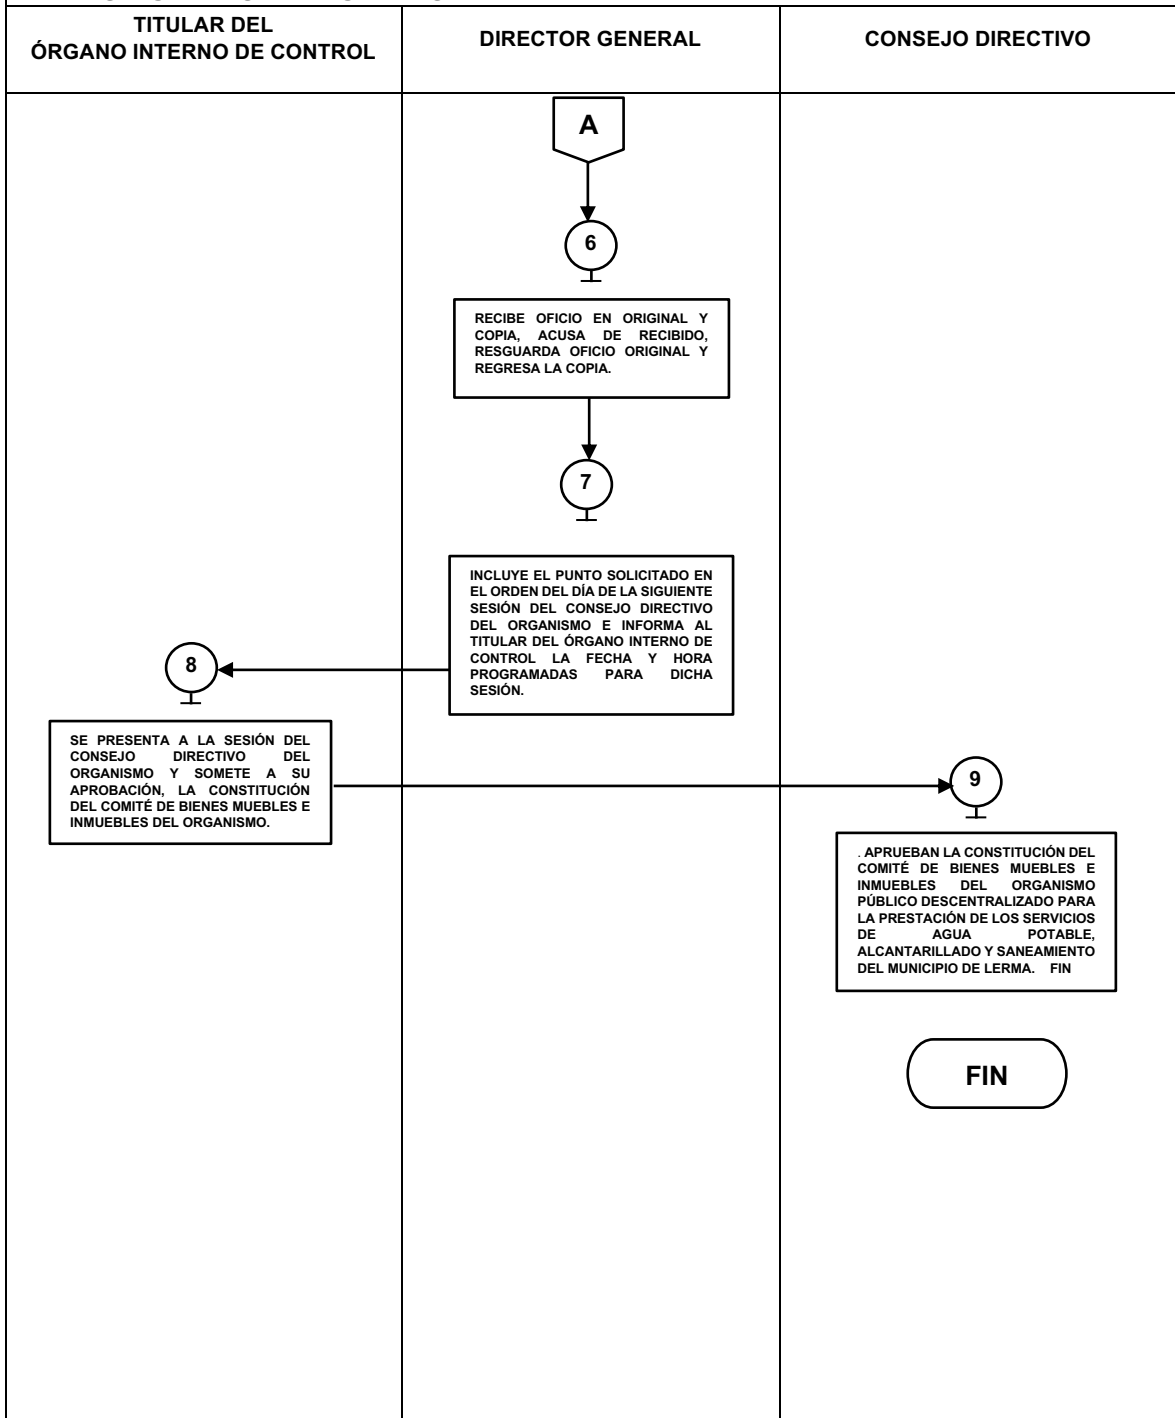 TITULAR DEL
ÓRGANO INTERNO DE CONTROL
DIRECTOR GENERAL
CONSEJO DIRECTIVO
A
6
RECIBE OFICIO EN ORIGINAL Y
COPIA, ACUSA DE RECIBIDO,
RESGUARDA OFICIO ORIGINAL Y
REGRESA LA COPIA.
7
INCLUYE EL PUNTO SOLICITADO EN
EL ORDEN DEL DÍA DE LA SIGUIENTE
SESIÓN DEL CONSEJO DIRECTIVO
DEL ORGANISMO E INFORMA AL
TITULAR DEL ÓRGANO INTERNO DE
CONTROL LA FECHA Y HORA
PROGRAMADAS PARA DICHA
SESIÓN.
8
SE PRESENTA A LA SESIÓN DEL
CONSEJO DIRECTIVO DEL
ORGANISMO Y SOMETE A SU
APROBACIÓN, LA CONSTITUCIÓN
DEL COMITÉ DE BIENES MUEBLES E
INMUEBLES DEL ORGANISMO.
9
. APRUEBAN LA CONSTITUCIÓN DEL
COMITÉ DE BIENES MUEBLES E
INMUEBLES DEL ORGANISMO
PÚBLICO DESCENTRALIZADO PARA
LA PRESTACIÓN DE LOS SERVICIOS
DE AGUA POTABLE,
ALCANTARILLADO Y SANEAMIENTO
DEL MUNICIPIO DE LERMA. FIN
FIN